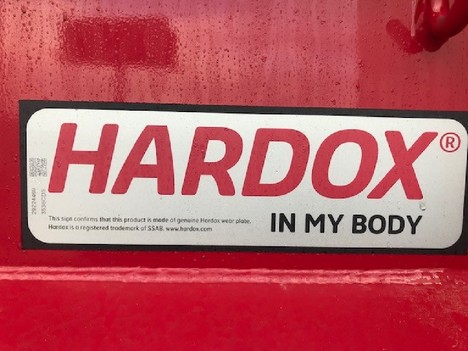 HARDOX®
This sign confirms that this product is made of genuine Hardox wear plate.
Hardox is a registered trademark of SSAB. www.hardox.com
IN MY BODY